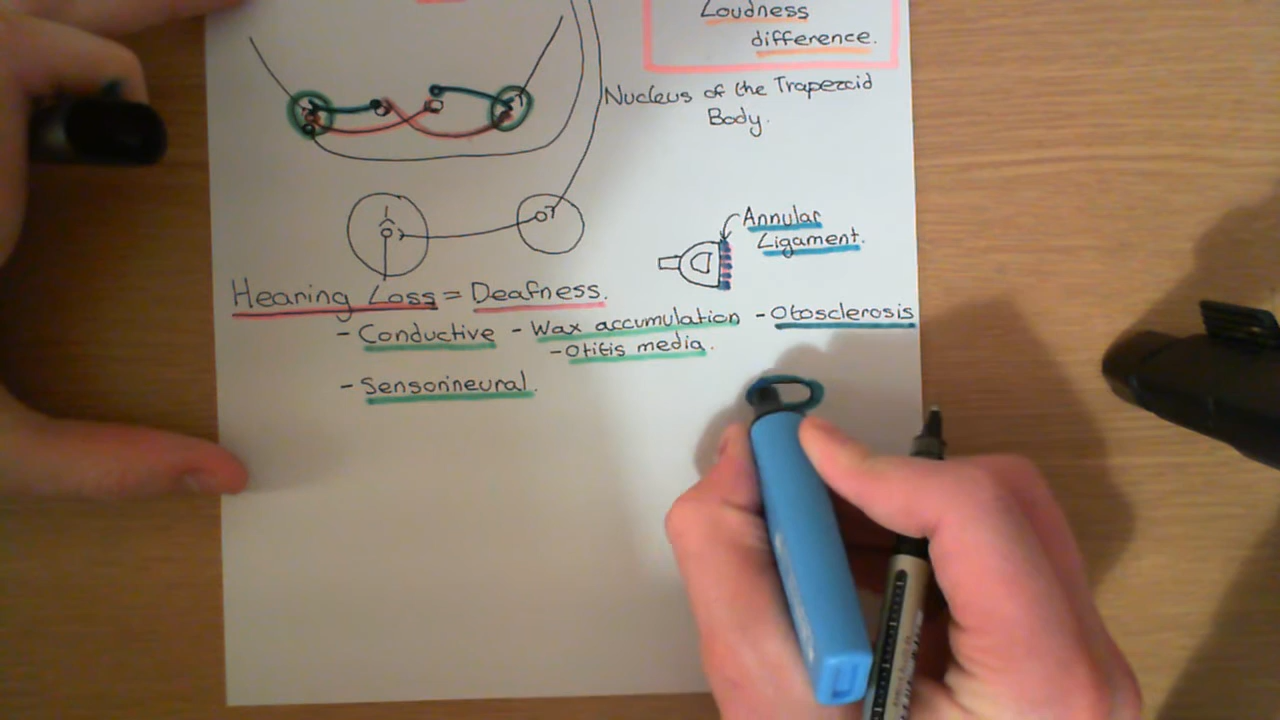 Loudness
difference.
Nucleus of the Trapezoid
Body.
Annular
Ligament.
Hearing Loss = Deafness.
- Conductive - Wax accumulation - Otosclerosis
- Otitis media.
- Sensorineural.